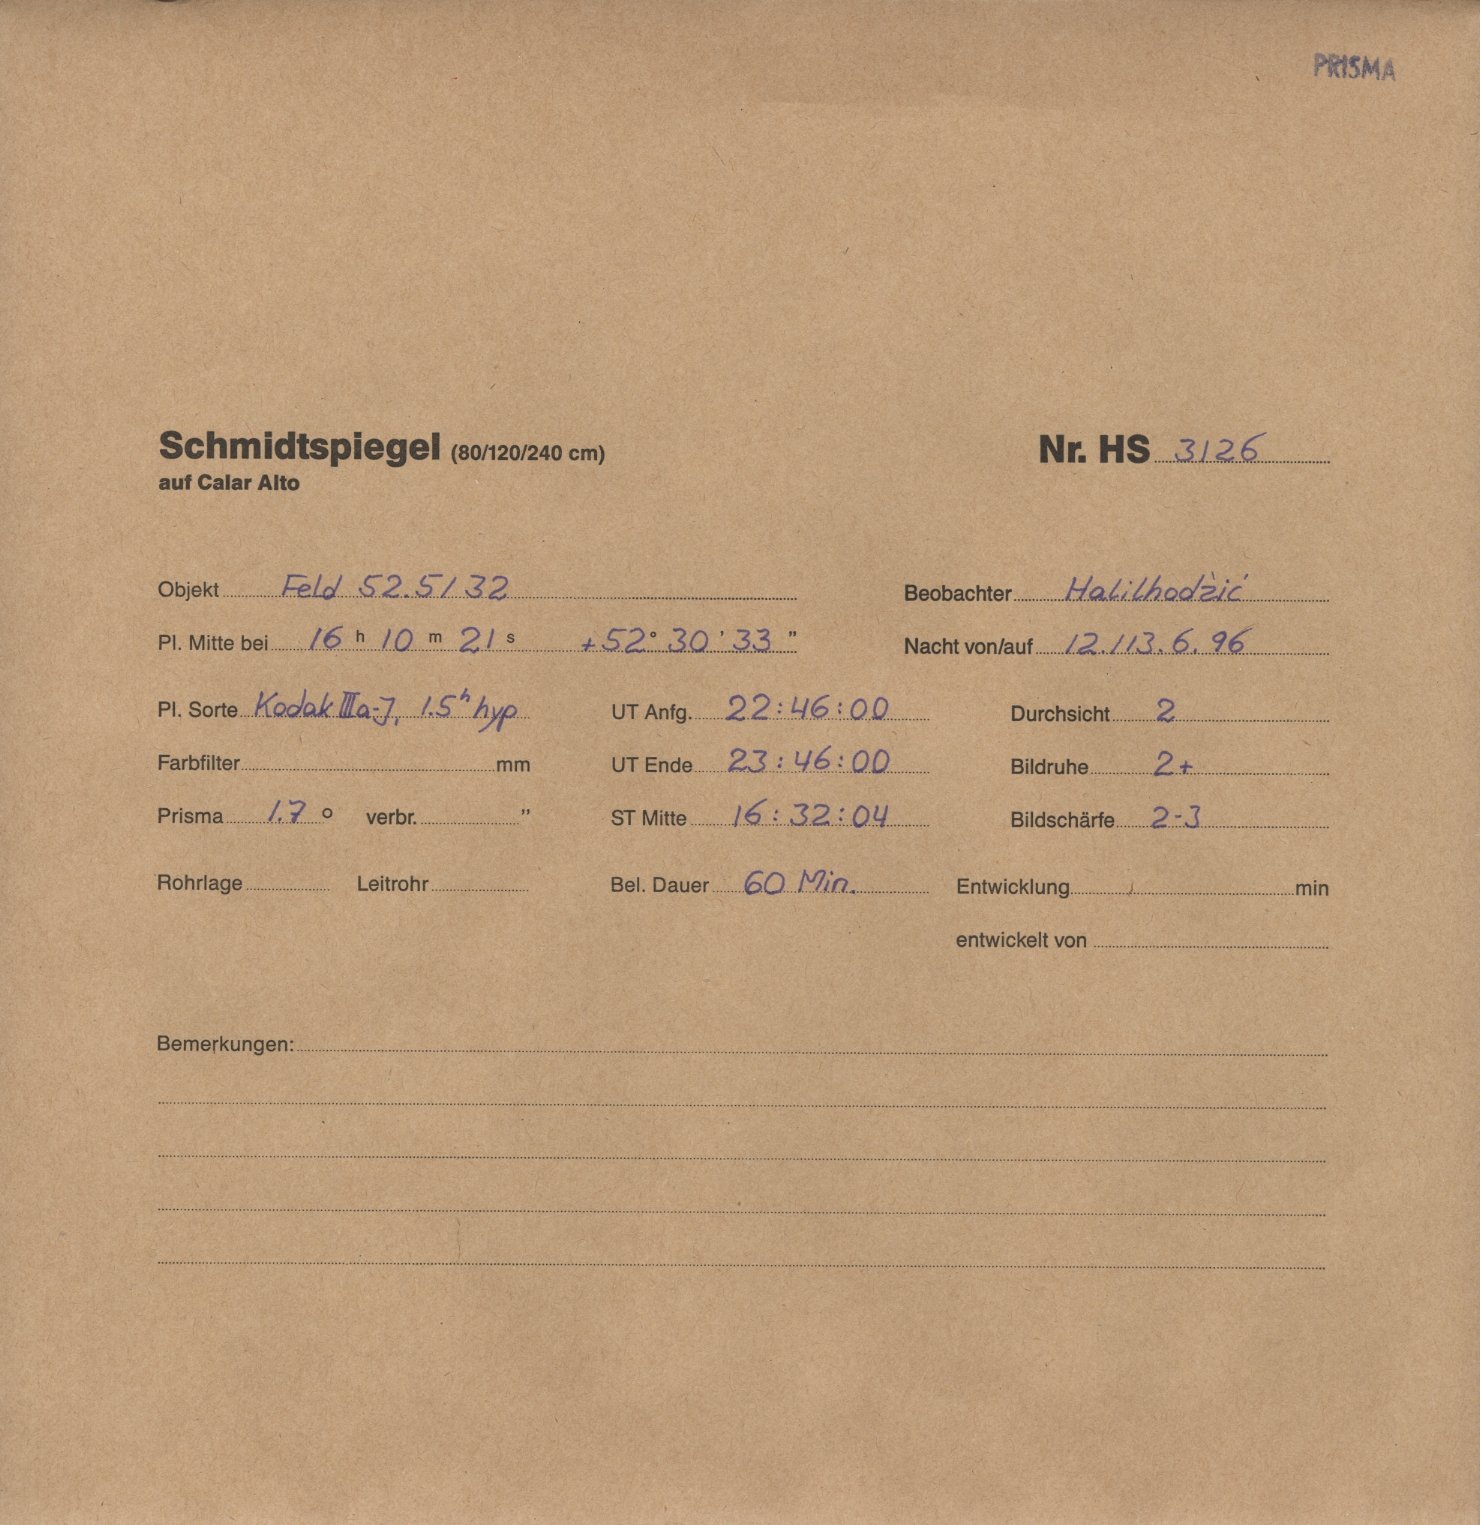 PRISMA
Schmidtspiegel (80/120/240 cm) Nr. HS 3126
auf Calar Alto
Objekt Feld 52.5/32 Beobachter Halilhodžić
Pl. Mitte bei 16 h 10 m 21 s +52° 30 ' 33 " Nacht von/auf 12./13.6.96
Pl. Sorte Kodak IIIa-J, 1.5h hyp UT Anfg. 22:46:00 Durchsicht 2
Farbfilter mm UT Ende 23:46:00 Bildruhe 2+
Prisma 1.7 ° verbr. " ST Mitte 16:32:04 Bildschärfe 2-3
Rohrlage Leitrohr Bel. Dauer 60 Min. Entwicklung min
entwickelt von
Bemerkungen: